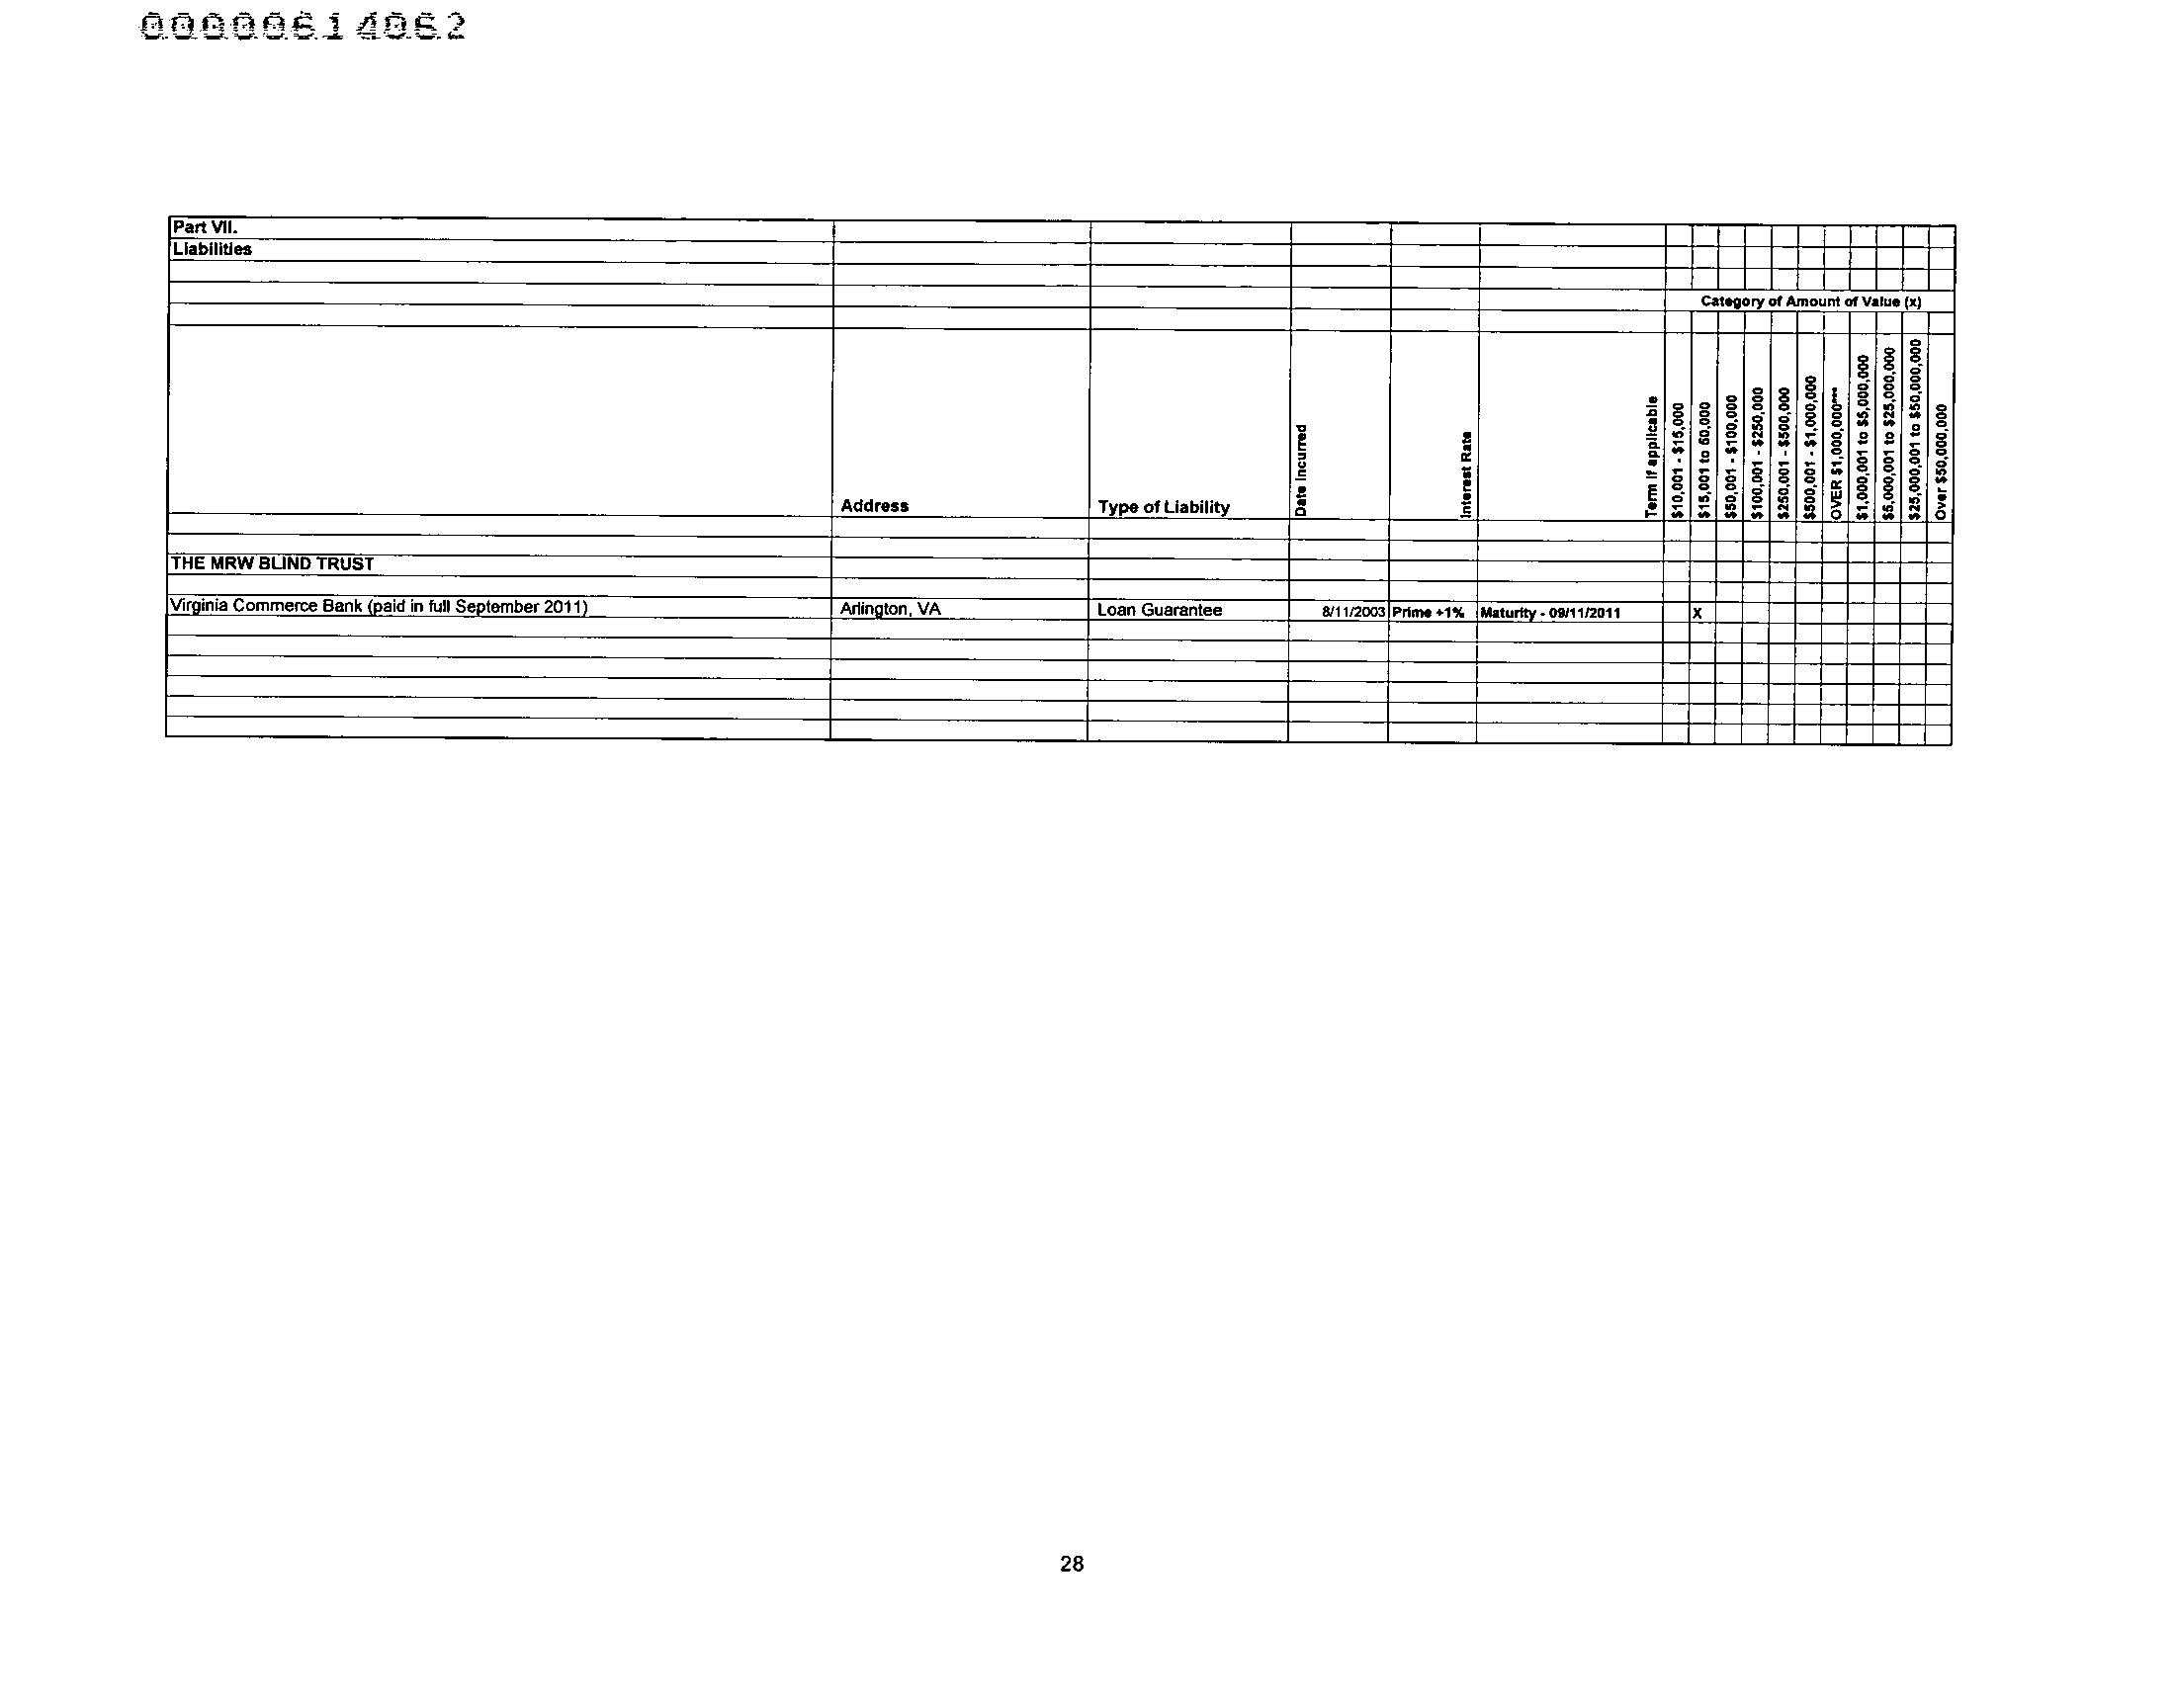 00000614062
Part VII.
Liabilities
Category of Amount of Value (x)
Address
Type of Liability
Date Incurred
Interest Rate
Term if applicable
$10,001 - $15,000
$15,001 to 50,000
$50,001 - $100,000
$100,001 - $250,000
$250,001 - $500,000
$500,001 - $1,000,000
OVER $1,000,000***
$1,000,001 to $5,000,000
$5,000,001 to $25,000,000
$25,000,001 to $50,000,000
Over $50,000,000
THE MRW BLIND TRUST
Virginia Commerce Bank (paid in full September 2011) Arlington, VA Loan Guarantee 8/11/2003 Prime +1% Maturity - 09/11/2011 X
28